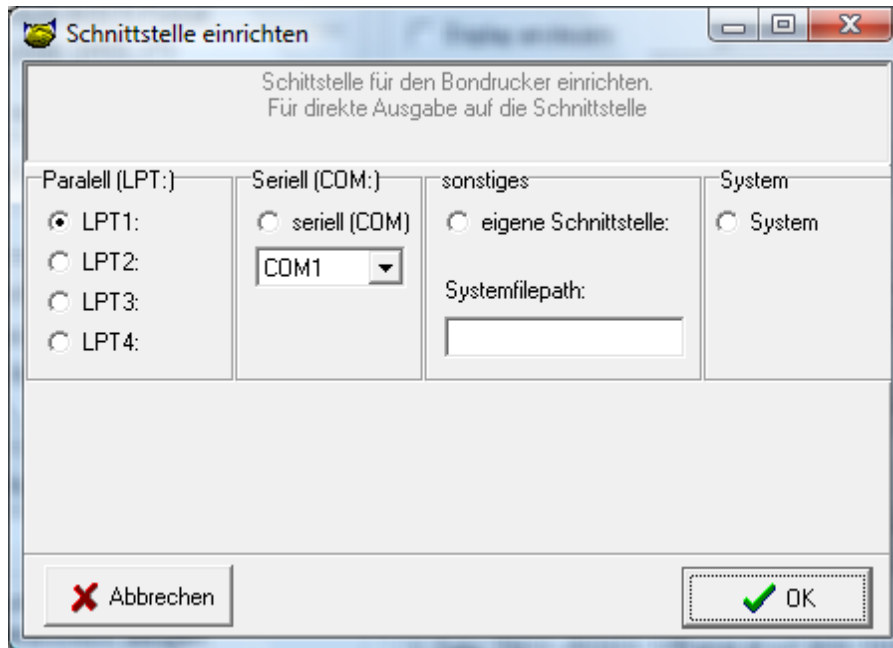 Schnittstelle einrichten
Schittstelle für den Bondrucker einrichten.
Für direkte Ausgabe auf die Schnittstelle
Paralell (LPT:)
LPT1:
LPT2:
LPT3:
LPT4:
Seriell (COM:)
seriell (COM)
COM1
sonstiges
eigene Schnittstelle:
Systemfilepath:
System
System
Abbrechen
OK